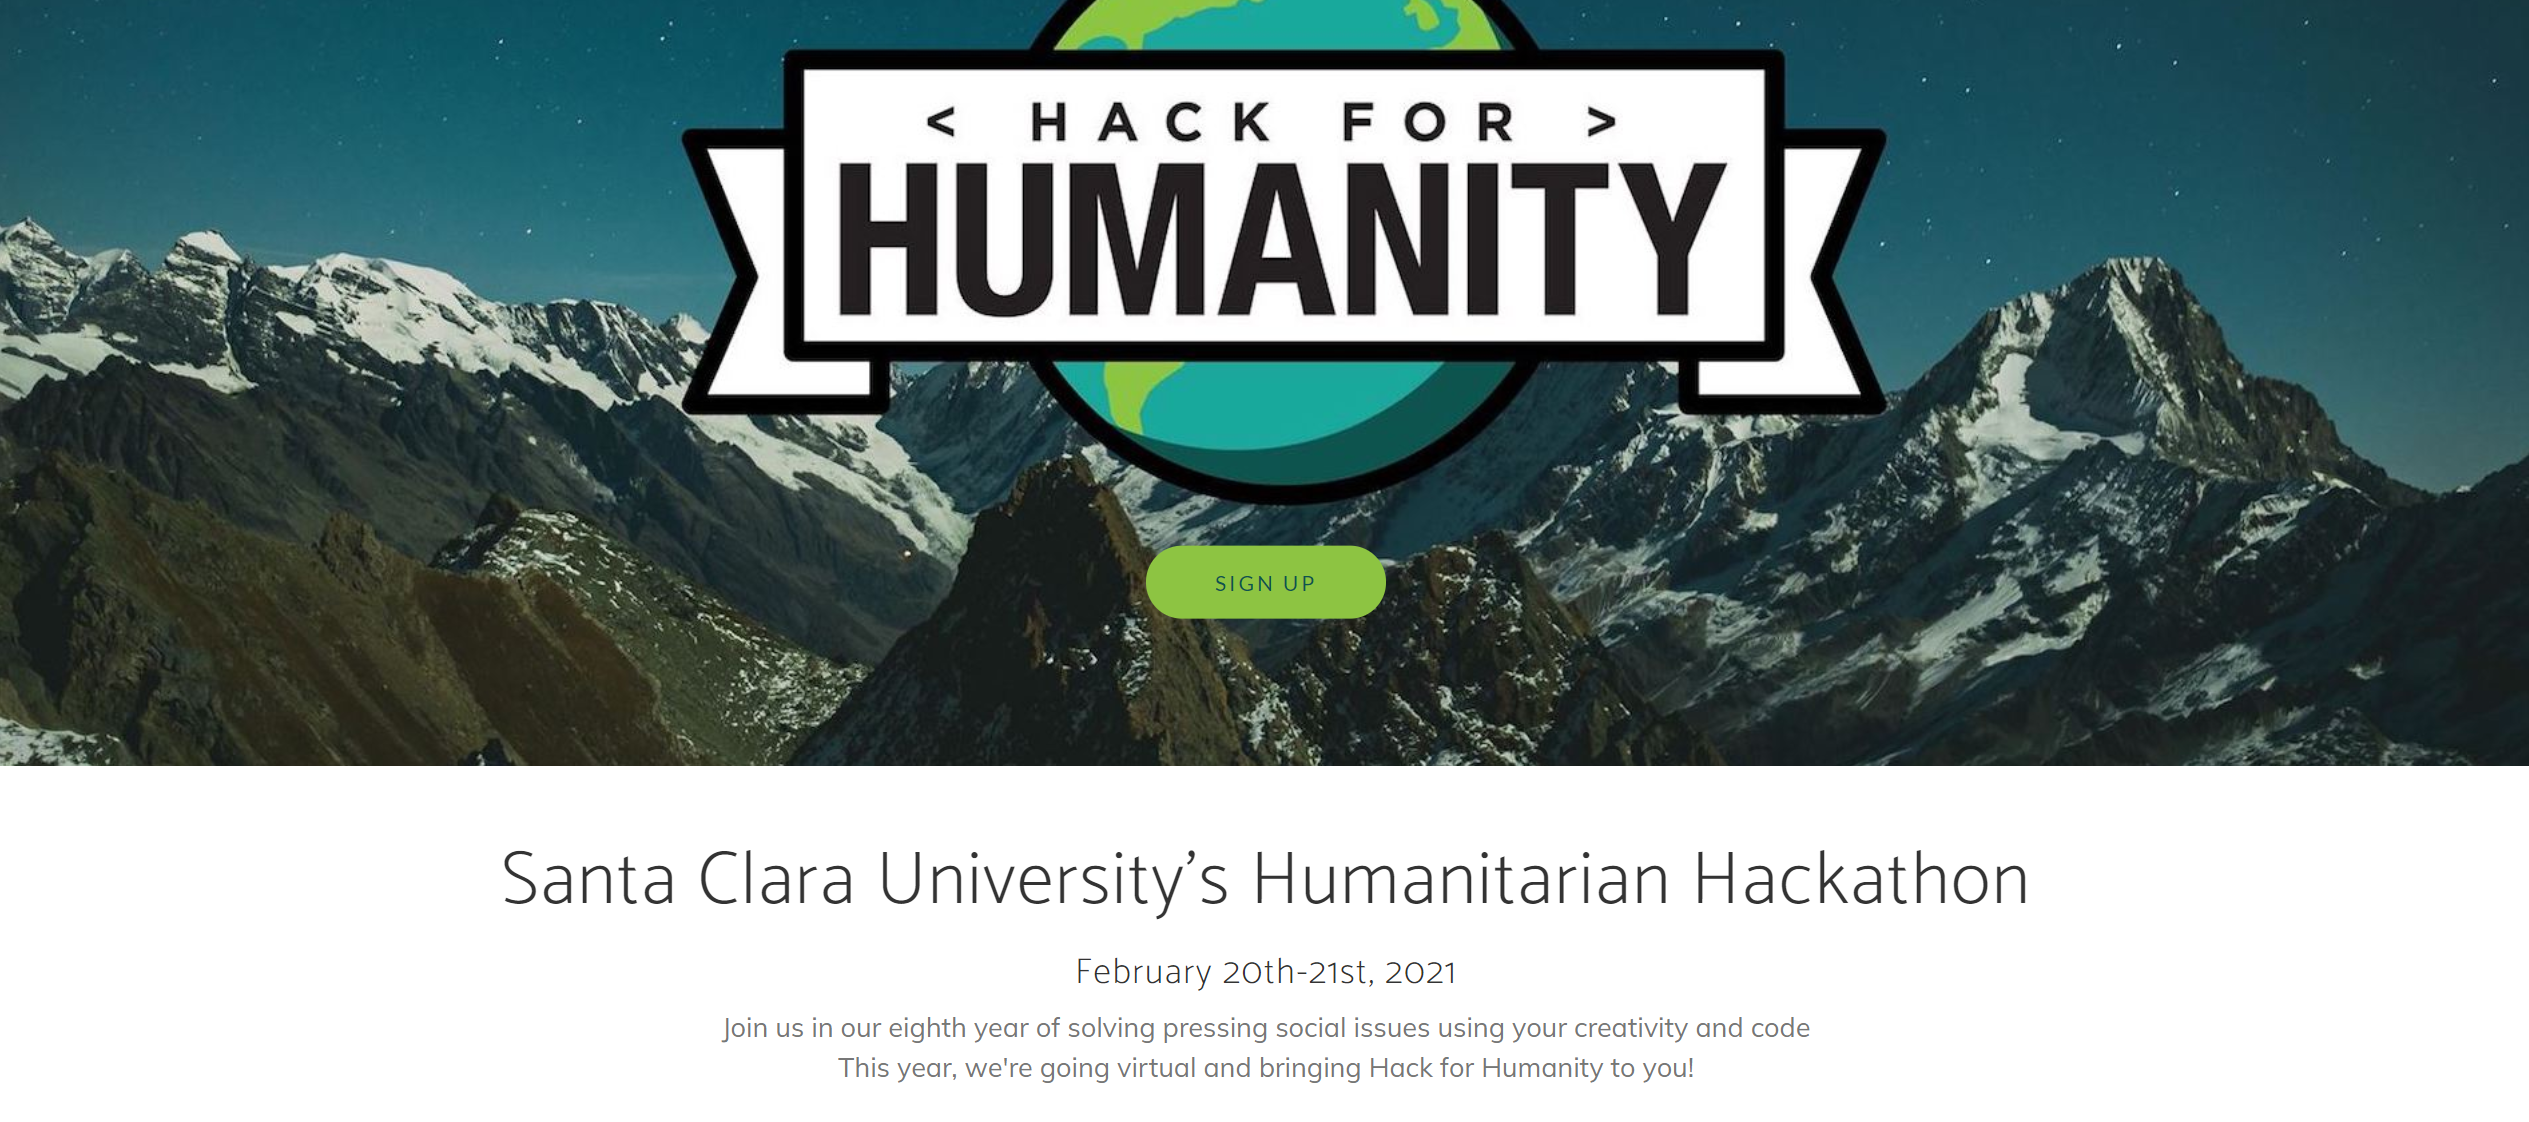 < HACK FOR >
HUMANITY
SIGN UP
Santa Clara University’s Humanitarian Hackathon
February 20th-21st, 2021
Join us in our eighth year of solving pressing social issues using your creativity and code
This year, we're going virtual and bringing Hack for Humanity to you!